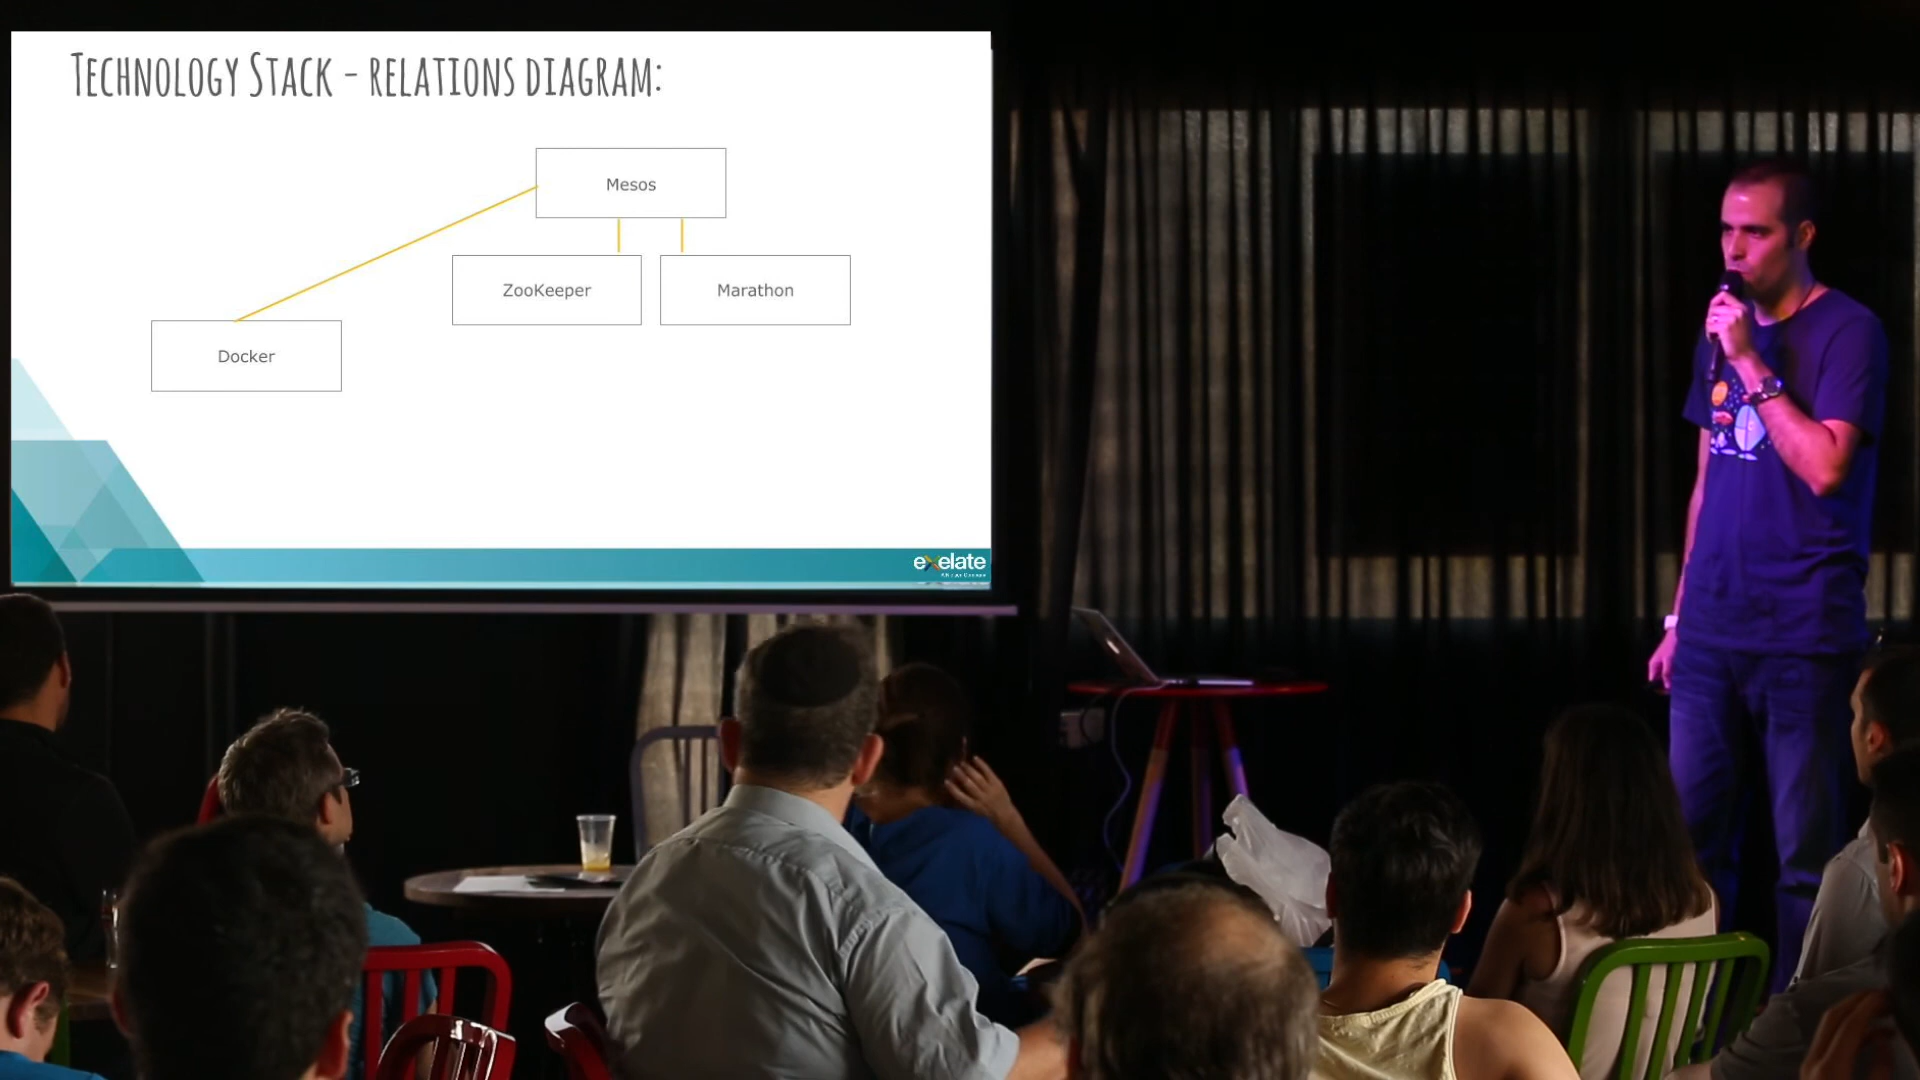 Technology Stack - relations diagram:
Mesos
ZooKeeper
Marathon
Docker
exelate